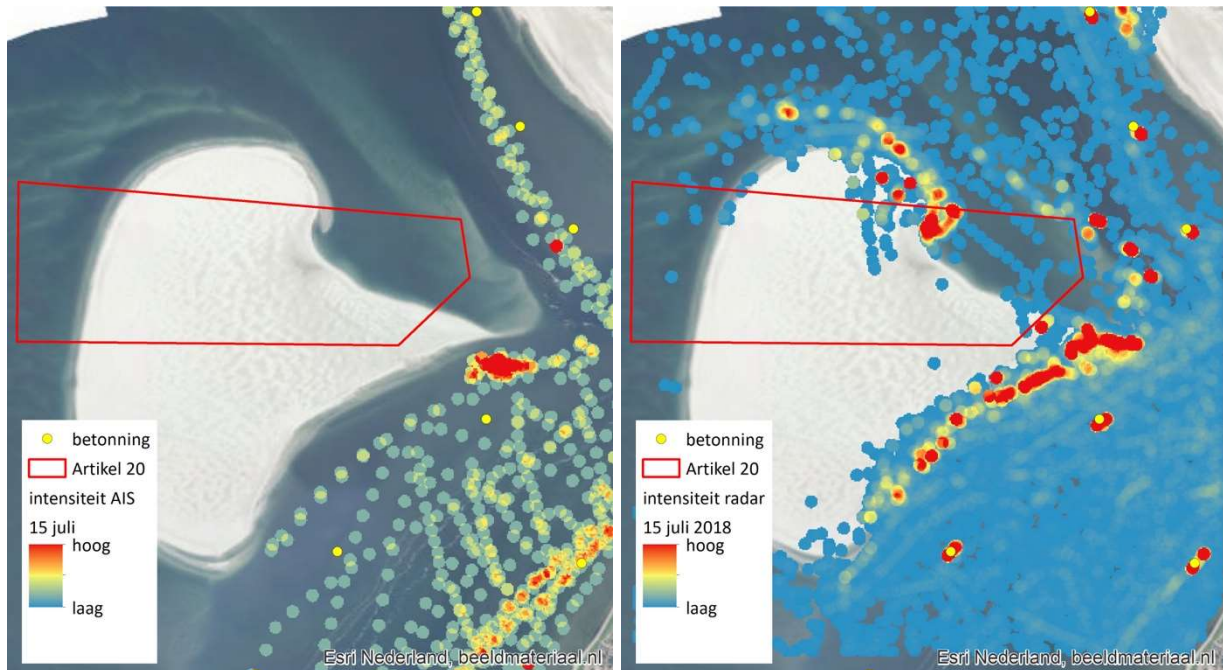 betonning
Artikel 20
intensiteit AIS
15 juli
hoog
laag
Esri Nederland, beeldmateriaal.nl
betonning
Artikel 20
intensiteit radar
15 juli 2018
hoog
laag
Esri Nederland, beeldmateriaal.nl